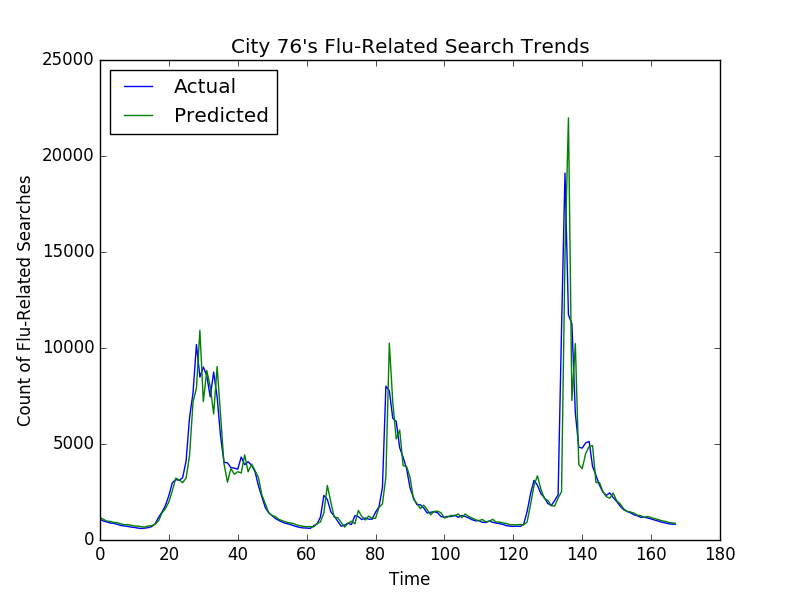 City 76's Flu-Related Search Trends
Actual
Predicted
25000
20000
15000
10000
5000
0
0 20 40 60 80 100 120 140 160 180
Count of Flu-Related Searches
Time